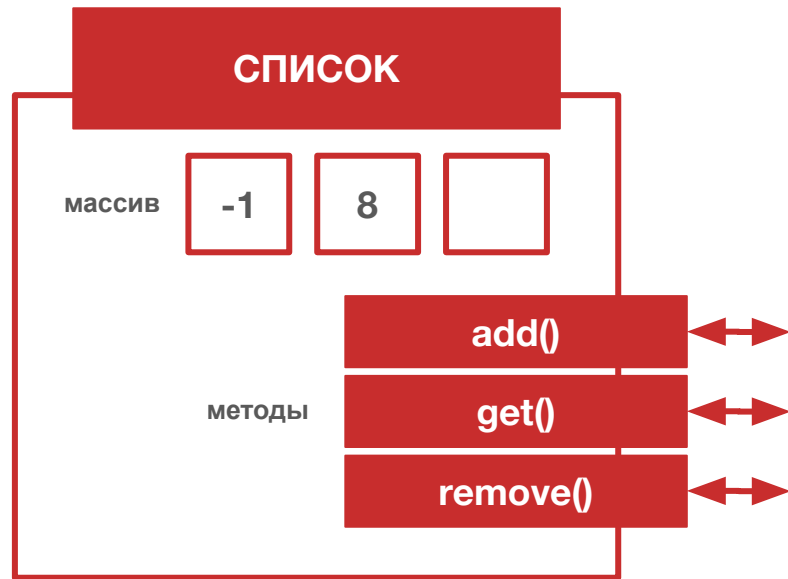 СПИСОК
массив
-1
8
add()
методы
get()
remove()